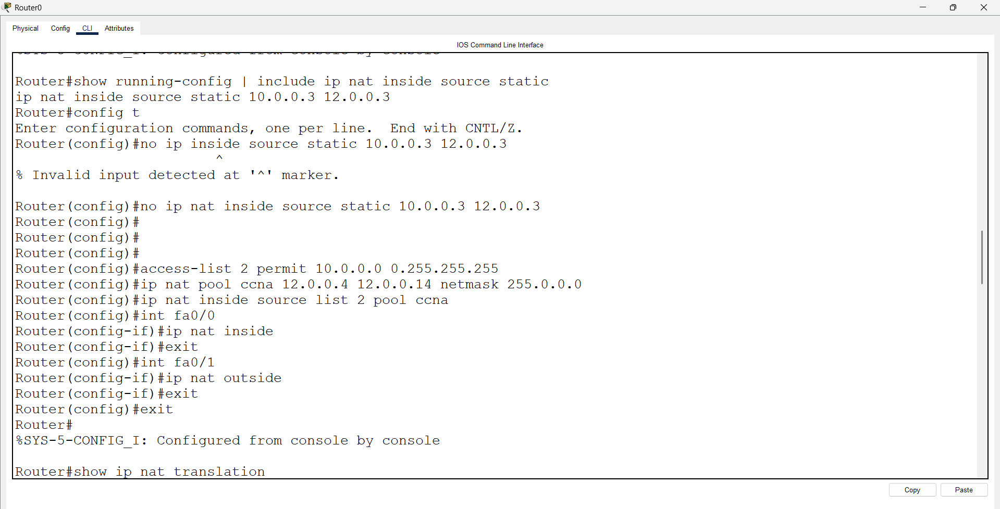 Router0
Physical Config CLI Attributes
IOS Command Line Interface
%SYS-5-CONFIG_I: Configured from console by console
Router#show running-config | include ip nat inside source static
ip nat inside source static 10.0.0.3 12.0.0.3
Router#config t
Enter configuration commands, one per line.  End with CNTL/Z.
Router(config)#no ip inside source static 10.0.0.3 12.0.0.3
^
% Invalid input detected at '^' marker.
Router(config)#no ip nat inside source static 10.0.0.3 12.0.0.3
Router(config)#
Router(config)#
Router(config)#
Router(config)#access-list 2 permit 10.0.0.0 0.255.255.255
Router(config)#ip nat pool ccna 12.0.0.4 12.0.0.14 netmask 255.0.0.0
Router(config)#ip nat inside source list 2 pool ccna
Router(config)#int fa0/0
Router(config-if)#ip nat inside
Router(config-if)#exit
Router(config)#int fa0/1
Router(config-if)#ip nat outside
Router(config-if)#exit
Router(config)#exit
Router#
%SYS-5-CONFIG_I: Configured from console by console
Router#show ip nat translation
Copy Paste